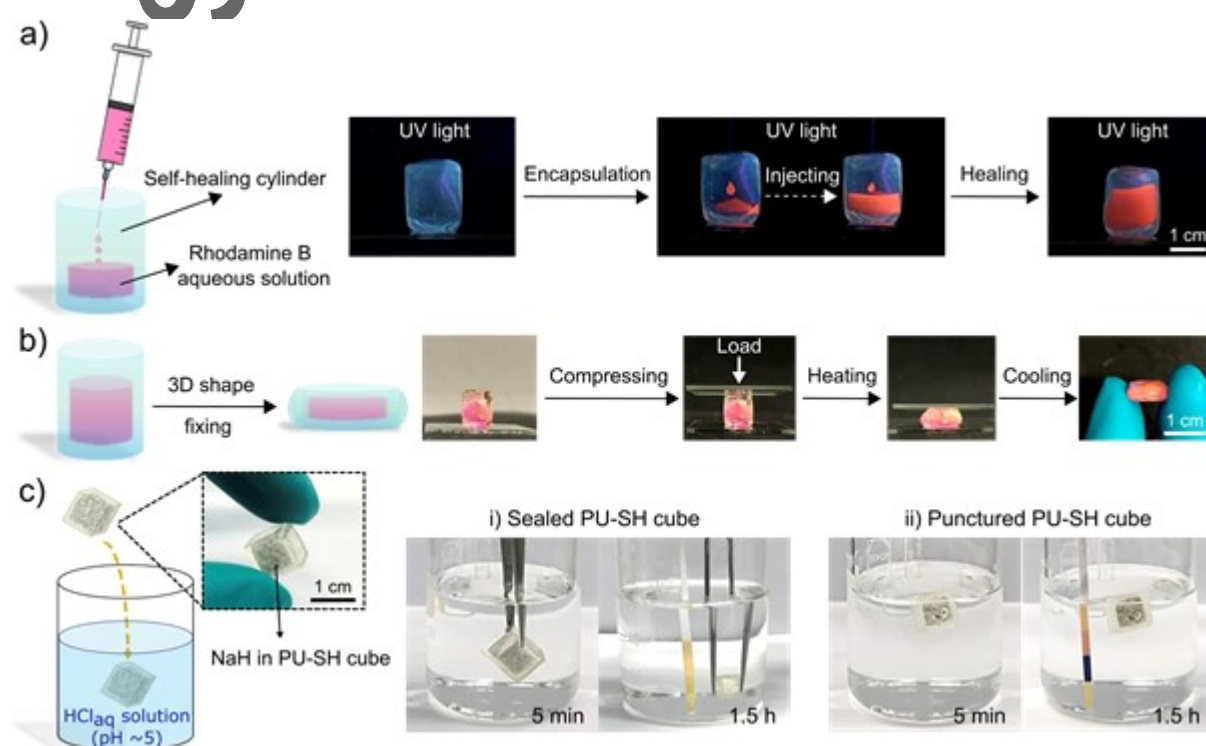 a)
Self-healing cylinder
Rhodamine B
aqueous solution
UV light
Encapsulation
UV light
Injecting
Healing
UV light
1 cm
b)
3D shape
fixing
Compressing
Load
Heating
Cooling
1 cm
c)
1 cm
NaH in PU-SH cube
HClaq solution
(pH ~5)
i) Sealed PU-SH cube
5 min
1.5 h
ii) Punctured PU-SH cube
5 min
1.5 h